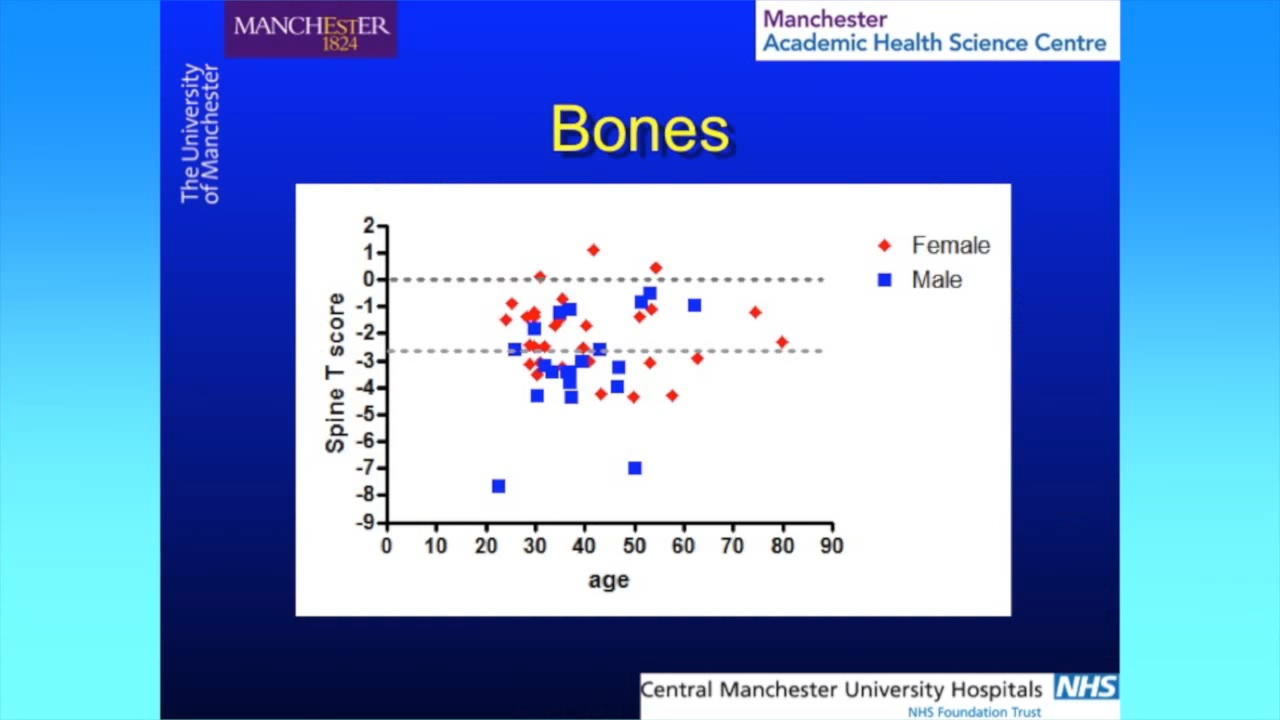 MANCHESTER
1824
The University
of Manchester
Manchester
Academic Health Science Centre
Bones
2
1
0
-1
-2
-3
-4
-5
-6
-7
-8
-9
Spine T score
0 10 20 30 40 50 60 70 80 90
age
Female
Male
Central Manchester University Hospitals NHS
NHS Foundation Trust